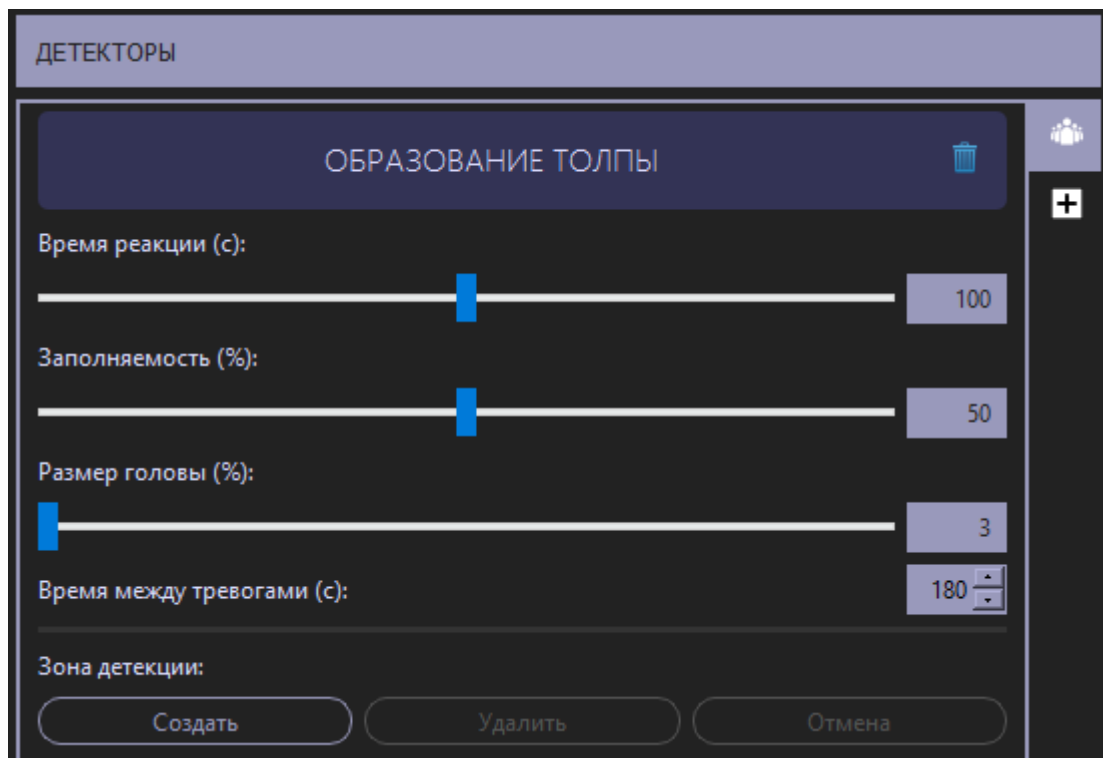 ДЕТЕКТОРЫ
ОБРАЗОВАНИЕ ТОЛПЫ
Время реакции (с):
100
Заполняемость (%):
50
Размер головы (%):
3
Время между тревогами (с): 180
Зона детекции:
Создать Удалить Отмена